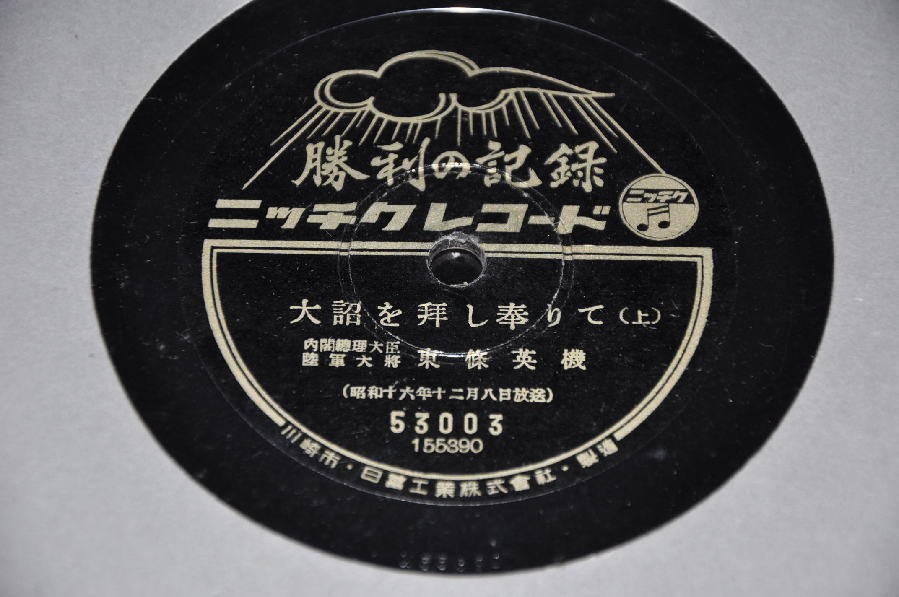 勝利の記録
ニッチクレコード
ニッチク
大詔を拝し奉りて(上)
内閣總理大臣
陸軍大將 東條英機
(昭和十六年十二月八日放送)
53003
155390
川崎市・日蓄工業株式會社・製造